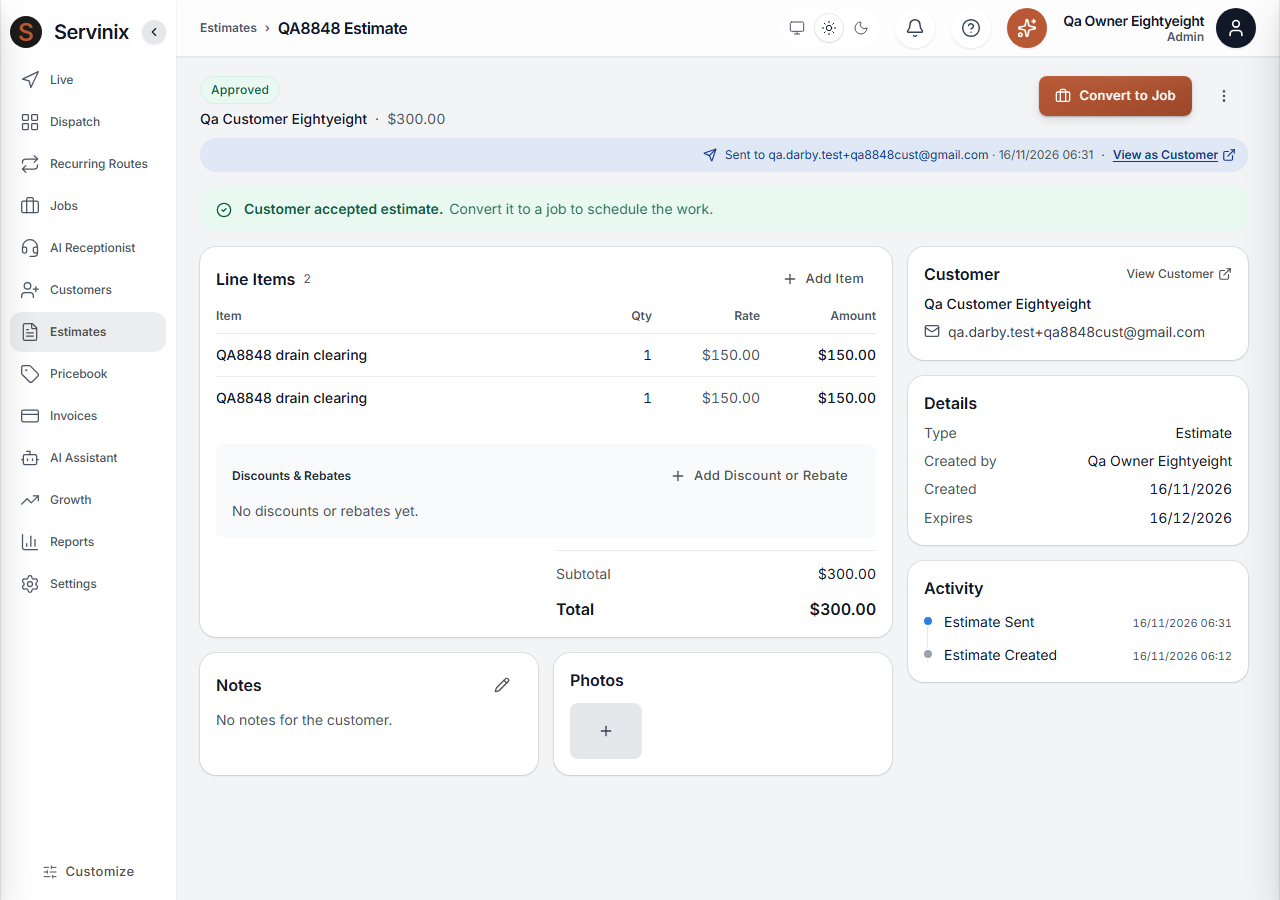 S Servinix
Live
Dispatch
Recurring Routes
Jobs
AI Receptionist
Customers
Estimates
Pricebook
Invoices
AI Assistant
Growth
Reports
Settings
Customize
Estimates › QA8848 Estimate
Qa Owner Eightyeight
Admin
Approved
Qa Customer Eightyeight · $300.00
Convert to Job
Sent to qa.darby.test+qa8848cust@gmail.com · 16/11/2026 06:31 · View as Customer
Customer accepted estimate. Convert it to a job to schedule the work.
Line Items 2
Add Item
Item Qty Rate Amount
QA8848 drain clearing 1 $150.00 $150.00
QA8848 drain clearing 1 $150.00 $150.00
Discounts & Rebates
Add Discount or Rebate
No discounts or rebates yet.
Subtotal $300.00
Total $300.00
Notes
No notes for the customer.
Photos
Customer
View Customer
Qa Customer Eightyeight
qa.darby.test+qa8848cust@gmail.com
Details
Type Estimate
Created by Qa Owner Eightyeight
Created 16/11/2026
Expires 16/12/2026
Activity
Estimate Sent 16/11/2026 06:31
Estimate Created 16/11/2026 06:12